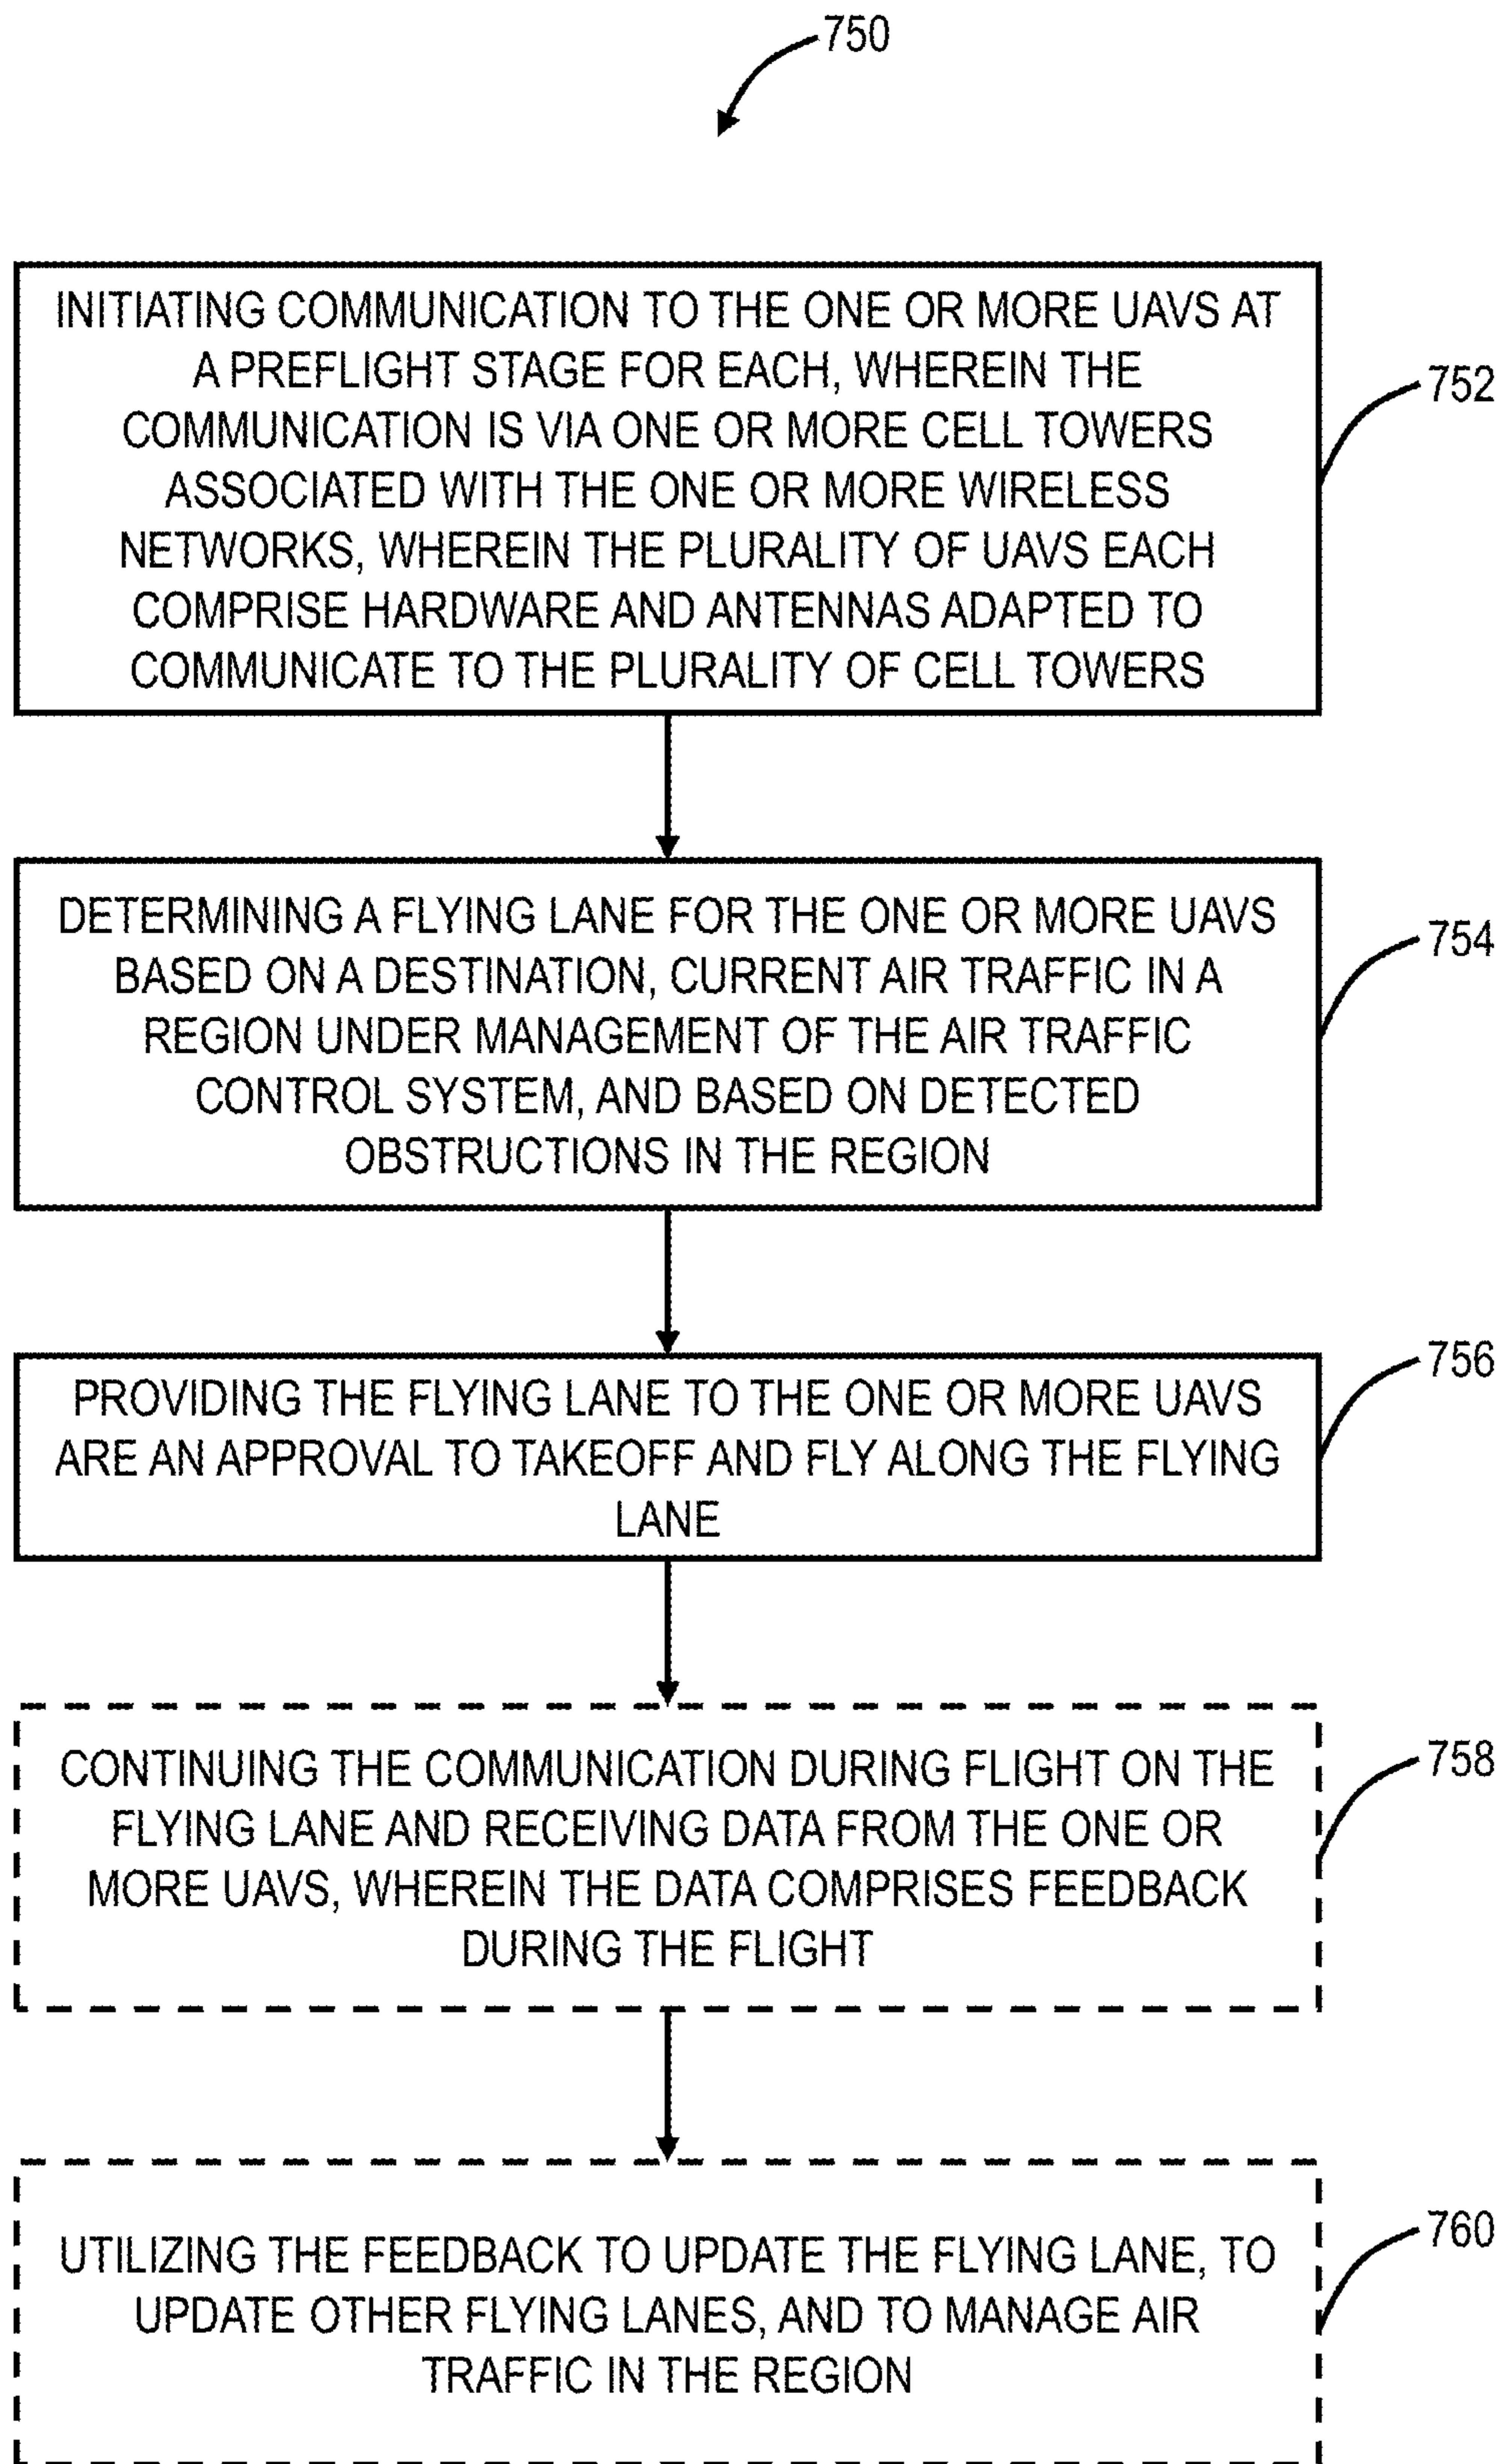 750
INITIATING COMMUNICATION TO THE ONE OR MORE UAVS AT
A PREFLIGHT STAGE FOR EACH, WHEREIN THE
COMMUNICATION IS VIA ONE OR MORE CELL TOWERS
ASSOCIATED WITH THE ONE OR MORE WIRELESS
NETWORKS, WHEREIN THE PLURALITY OF UAVS EACH
COMPRISE HARDWARE AND ANTENNAS ADAPTED TO
COMMUNICATE TO THE PLURALITY OF CELL TOWERS
752
DETERMINING A FLYING LANE FOR THE ONE OR MORE UAVS
BASED ON A DESTINATION, CURRENT AIR TRAFFIC IN A
REGION UNDER MANAGEMENT OF THE AIR TRAFFIC
CONTROL SYSTEM, AND BASED ON DETECTED
OBSTRUCTIONS IN THE REGION
754
PROVIDING THE FLYING LANE TO THE ONE OR MORE UAVS
ARE AN APPROVAL TO TAKEOFF AND FLY ALONG THE FLYING
LANE
756
CONTINUING THE COMMUNICATION DURING FLIGHT ON THE
FLYING LANE AND RECEIVING DATA FROM THE ONE OR
MORE UAVS, WHEREIN THE DATA COMPRISES FEEDBACK
DURING THE FLIGHT
758
UTILIZING THE FEEDBACK TO UPDATE THE FLYING LANE, TO
UPDATE OTHER FLYING LANES, AND TO MANAGE AIR
TRAFFIC IN THE REGION
760